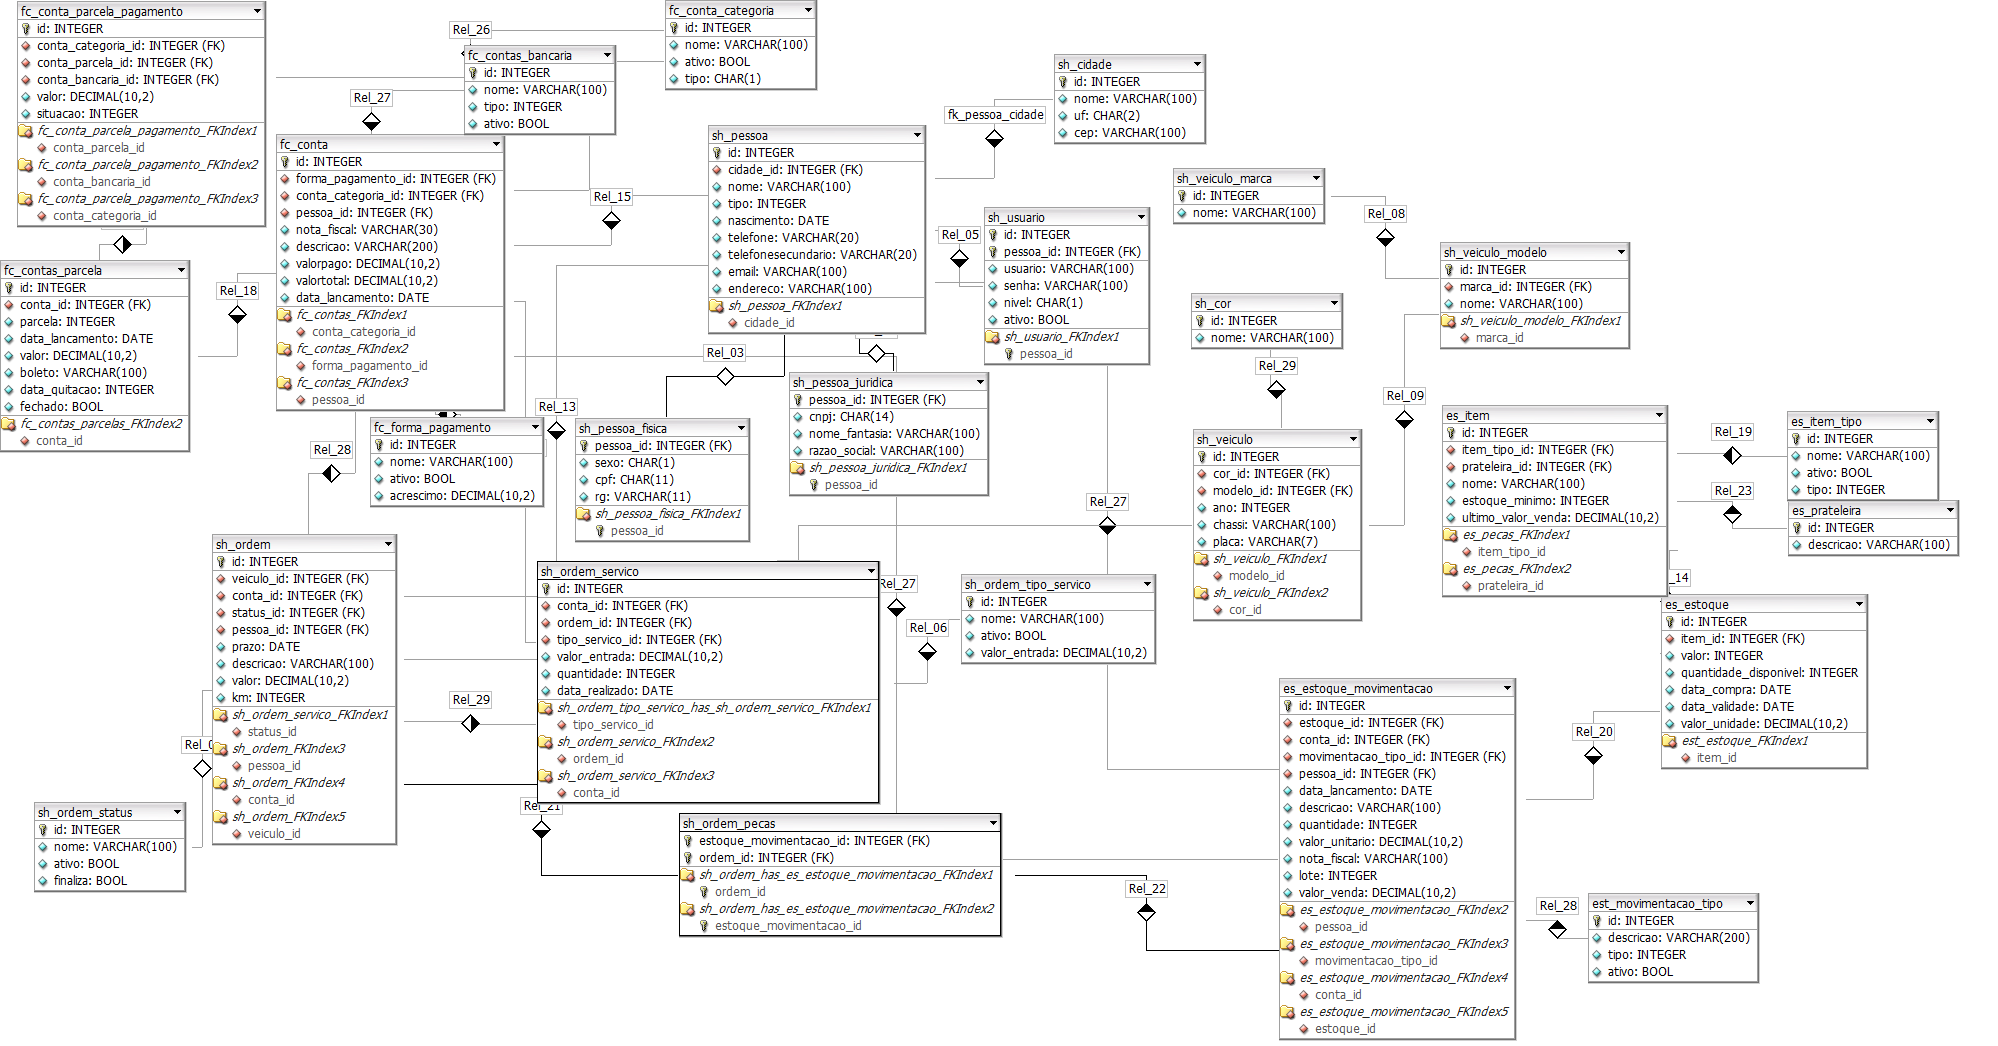 fc_conta_parcela_pagamento
id: INTEGER
conta_categoria_id: INTEGER (FK)
conta_parcela_id: INTEGER (FK)
conta_bancaria_id: INTEGER (FK)
valor: DECIMAL(10,2)
situacao: INTEGER
fc_conta_parcela_pagamento_FKIndex1
conta_parcela_id
fc_conta_parcela_pagamento_FKIndex2
conta_bancaria_id
fc_conta_parcela_pagamento_FKIndex3
conta_categoria_id
fc_contas_parcela
id: INTEGER
conta_id: INTEGER (FK)
parcela: INTEGER
data_lancamento: DATE
valor: DECIMAL(10,2)
boleto: VARCHAR(100)
data_quitacao: INTEGER
fechado: BOOL
fc_contas_parcelas_FKIndex2
conta_id
Rel_18
Rel_26
Rel_27
fc_contas_bancaria
id: INTEGER
nome: VARCHAR(100)
tipo: INTEGER
ativo: BOOL
fc_conta_categoria
id: INTEGER
nome: VARCHAR(100)
ativo: BOOL
tipo: CHAR(1)
fc_conta
id: INTEGER
forma_pagamento_id: INTEGER (FK)
conta_categoria_id: INTEGER (FK)
pessoa_id: INTEGER (FK)
nota_fiscal: VARCHAR(30)
descricao: VARCHAR(200)
valorpago: DECIMAL(10,2)
valortotal: DECIMAL(10,2)
data_lancamento: DATE
fc_contas_FKIndex1
conta_categoria_id
fc_contas_FKIndex2
forma_pagamento_id
fc_contas_FKIndex3
pessoa_id
Rel_15
sh_pessoa
id: INTEGER
cidade_id: INTEGER (FK)
nome: VARCHAR(100)
tipo: INTEGER
nascimento: DATE
telefone: VARCHAR(20)
telefonesecundario: VARCHAR(20)
email: VARCHAR(100)
endereco: VARCHAR(100)
sh_pessoa_FKIndex1
cidade_id
fk_pessoa_cidade
sh_cidade
id: INTEGER
nome: VARCHAR(100)
uf: CHAR(2)
cep: VARCHAR(100)
Rel_05
sh_usuario
id: INTEGER
pessoa_id: INTEGER (FK)
usuario: VARCHAR(100)
senha: VARCHAR(100)
nivel: CHAR(1)
ativo: BOOL
sh_usuario_FKIndex1
pessoa_id
sh_veiculo_marca
id: INTEGER
nome: VARCHAR(100)
Rel_08
sh_veiculo_modelo
id: INTEGER
marca_id: INTEGER (FK)
nome: VARCHAR(100)
sh_veiculo_modelo_FKIndex1
marca_id
sh_cor
id: INTEGER
nome: VARCHAR(100)
Rel_29
Rel_09
Rel_03
Rel_13
Rel_28
fc_forma_pagamento
id: INTEGER
nome: VARCHAR(100)
ativo: BOOL
acrescimo: DECIMAL(10,2)
sh_pessoa_fisica
pessoa_id: INTEGER (FK)
sexo: CHAR(1)
cpf: CHAR(11)
rg: VARCHAR(11)
sh_pessoa_fisica_FKIndex1
pessoa_id
sh_pessoa_juridica
pessoa_id: INTEGER (FK)
cnpj: CHAR(14)
nome_fantasia: VARCHAR(100)
razao_social: VARCHAR(100)
sh_pessoa_juridica_FKIndex1
pessoa_id
Rel_27
sh_veiculo
id: INTEGER
cor_id: INTEGER (FK)
modelo_id: INTEGER (FK)
ano: INTEGER
chassi: VARCHAR(100)
placa: VARCHAR(7)
sh_veiculo_FKIndex1
modelo_id
sh_veiculo_FKIndex2
cor_id
es_item
id: INTEGER
item_tipo_id: INTEGER (FK)
prateleira_id: INTEGER (FK)
nome: VARCHAR(100)
estoque_minimo: INTEGER
ultimo_valor_venda: DECIMAL(10,2)
es_pecas_FKIndex1
item_tipo_id
es_pecas_FKIndex2
prateleira_id
Rel_19
Rel_23
es_item_tipo
id: INTEGER
nome: VARCHAR(100)
ativo: BOOL
tipo: INTEGER
es_prateleira
id: INTEGER
descricao: VARCHAR(100)
_14
es_estoque
id: INTEGER
item_id: INTEGER (FK)
valor: INTEGER
quantidade_disponivel: INTEGER
data_compra: DATE
data_validade: DATE
valor_unidade: DECIMAL(10,2)
est_estoque_FKIndex1
item_id
sh_ordem
id: INTEGER
veiculo_id: INTEGER (FK)
conta_id: INTEGER (FK)
status_id: INTEGER (FK)
pessoa_id: INTEGER (FK)
prazo: DATE
descricao: VARCHAR(100)
valor: DECIMAL(10,2)
km: INTEGER
sh_ordem_servico_FKIndex1
status_id
sh_ordem_FKIndex3
pessoa_id
sh_ordem_FKIndex4
conta_id
sh_ordem_FKIndex5
veiculo_id
sh_ordem_status
id: INTEGER
nome: VARCHAR(100)
ativo: BOOL
finaliza: BOOL
Rel_29
sh_ordem_servico
id: INTEGER
conta_id: INTEGER (FK)
ordem_id: INTEGER (FK)
tipo_servico_id: INTEGER (FK)
valor_entrada: DECIMAL(10,2)
quantidade: INTEGER
data_realizado: DATE
sh_ordem_tipo_servico_has_sh_ordem_servico_FKIndex1
tipo_servico_id
sh_ordem_servico_FKIndex2
ordem_id
sh_ordem_servico_FKIndex3
conta_id
Rel_27
Rel_06
sh_ordem_tipo_servico
id: INTEGER
nome: VARCHAR(100)
ativo: BOOL
valor_entrada: DECIMAL(10,2)
Rel_21
sh_ordem_pecas
estoque_movimentacao_id: INTEGER (FK)
ordem_id: INTEGER (FK)
sh_ordem_has_es_estoque_movimentacao_FKIndex1
ordem_id
sh_ordem_has_es_estoque_movimentacao_FKIndex2
estoque_movimentacao_id
Rel_22
es_estoque_movimentacao
id: INTEGER
estoque_id: INTEGER (FK)
conta_id: INTEGER (FK)
movimentacao_tipo_id: INTEGER (FK)
pessoa_id: INTEGER (FK)
data_lancamento: DATE
descricao: VARCHAR(100)
quantidade: INTEGER
valor_unitario: DECIMAL(10,2)
nota_fiscal: VARCHAR(100)
lote: INTEGER
valor_venda: DECIMAL(10,2)
es_estoque_movimentacao_FKIndex2
pessoa_id
es_estoque_movimentacao_FKIndex3
movimentacao_tipo_id
es_estoque_movimentacao_FKIndex4
conta_id
es_estoque_movimentacao_FKIndex5
estoque_id
Rel_20
Rel_28
est_movimentacao_tipo
id: INTEGER
descricao: VARCHAR(200)
tipo: INTEGER
ativo: BOOL